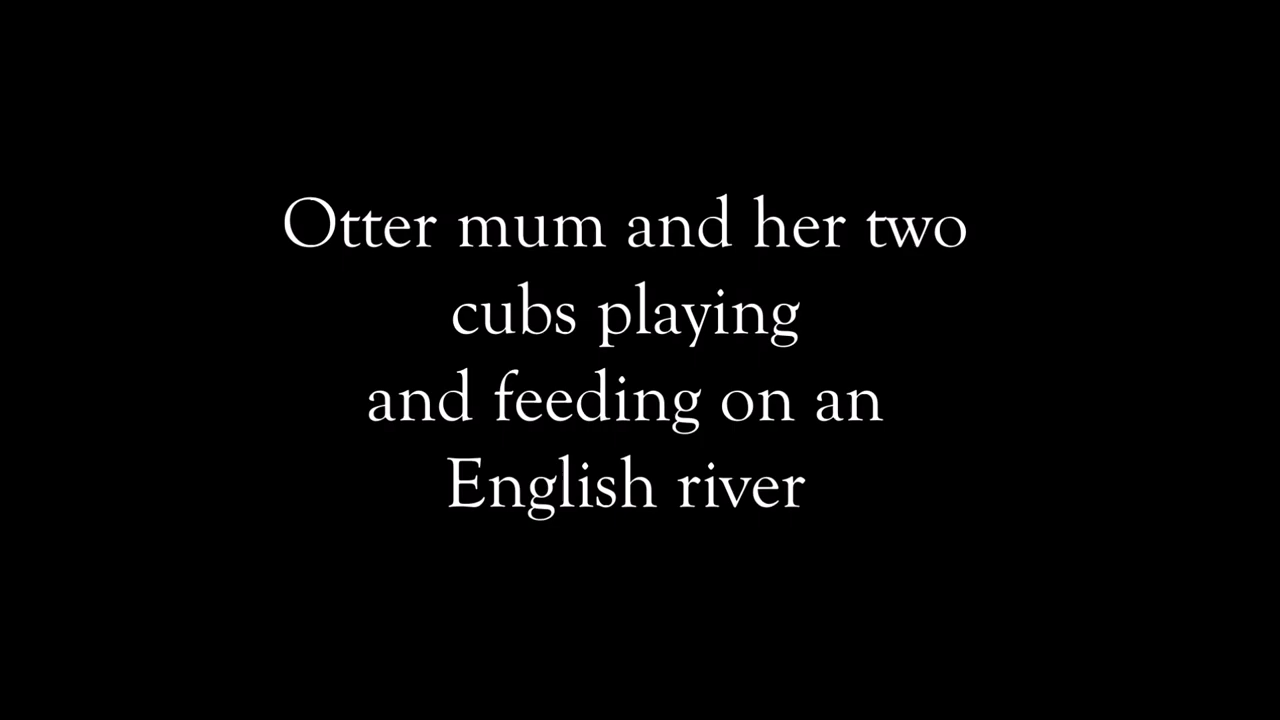 Otter mum and her two
cubs playing
and feeding on an
English river